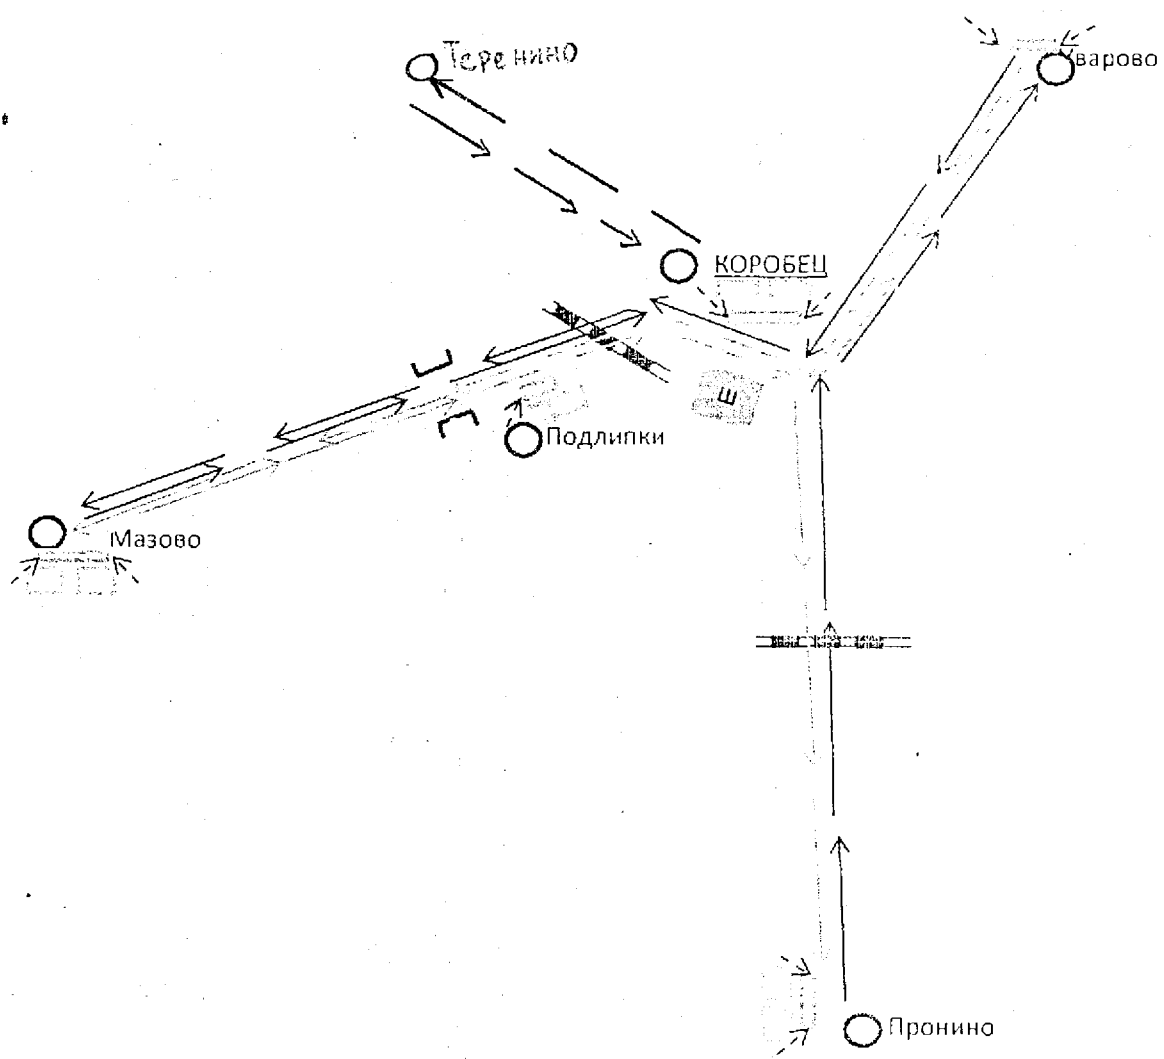 Теренино
Уварово
КОРОБЕЦ
Ш
Подлипки
Мазово
Пронино